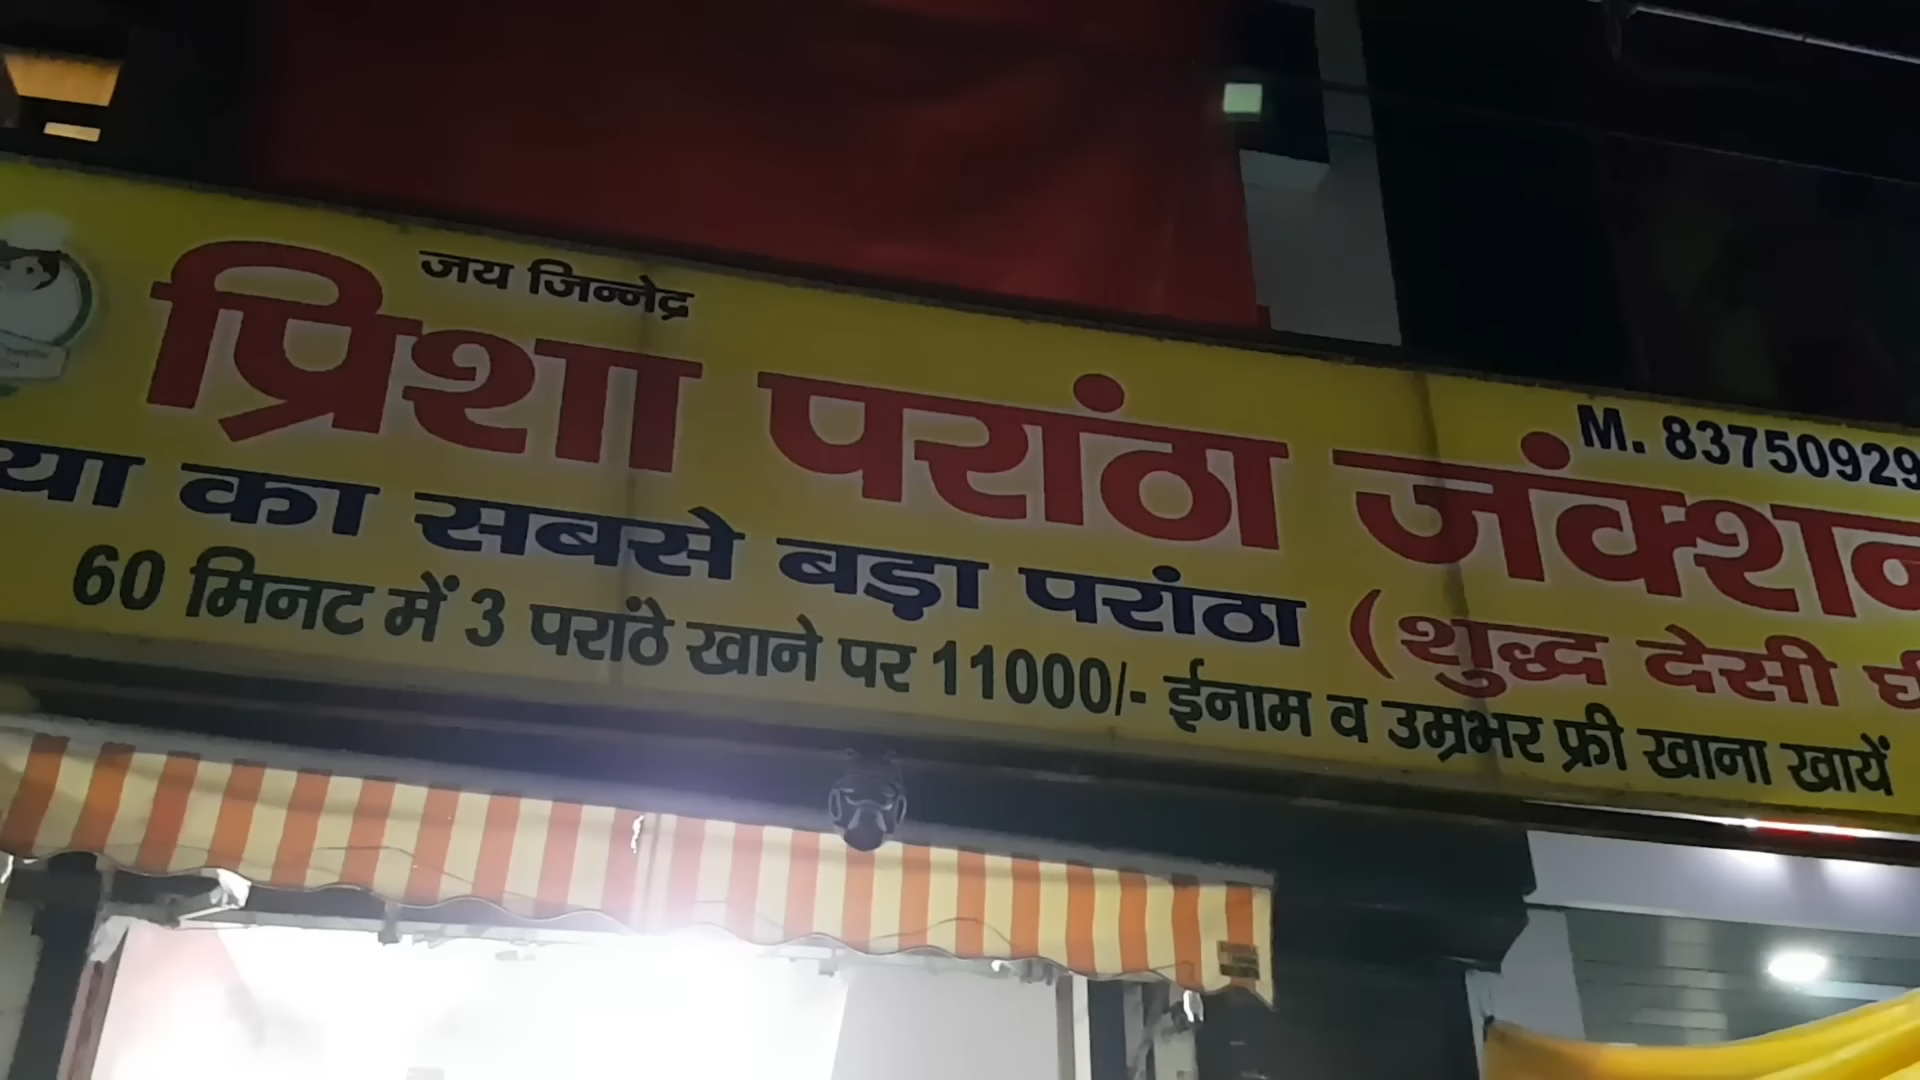 जय जिन्नेद्र
M. 83750929
प्रिशा परांठा जंक्शन
का सबसे बड़ा परांठा (शुद्ध देसी घी
60 मिनट में 3 परांठे खाने पर 11000/- ईनाम व उम्रभर फ्री खाना खायें